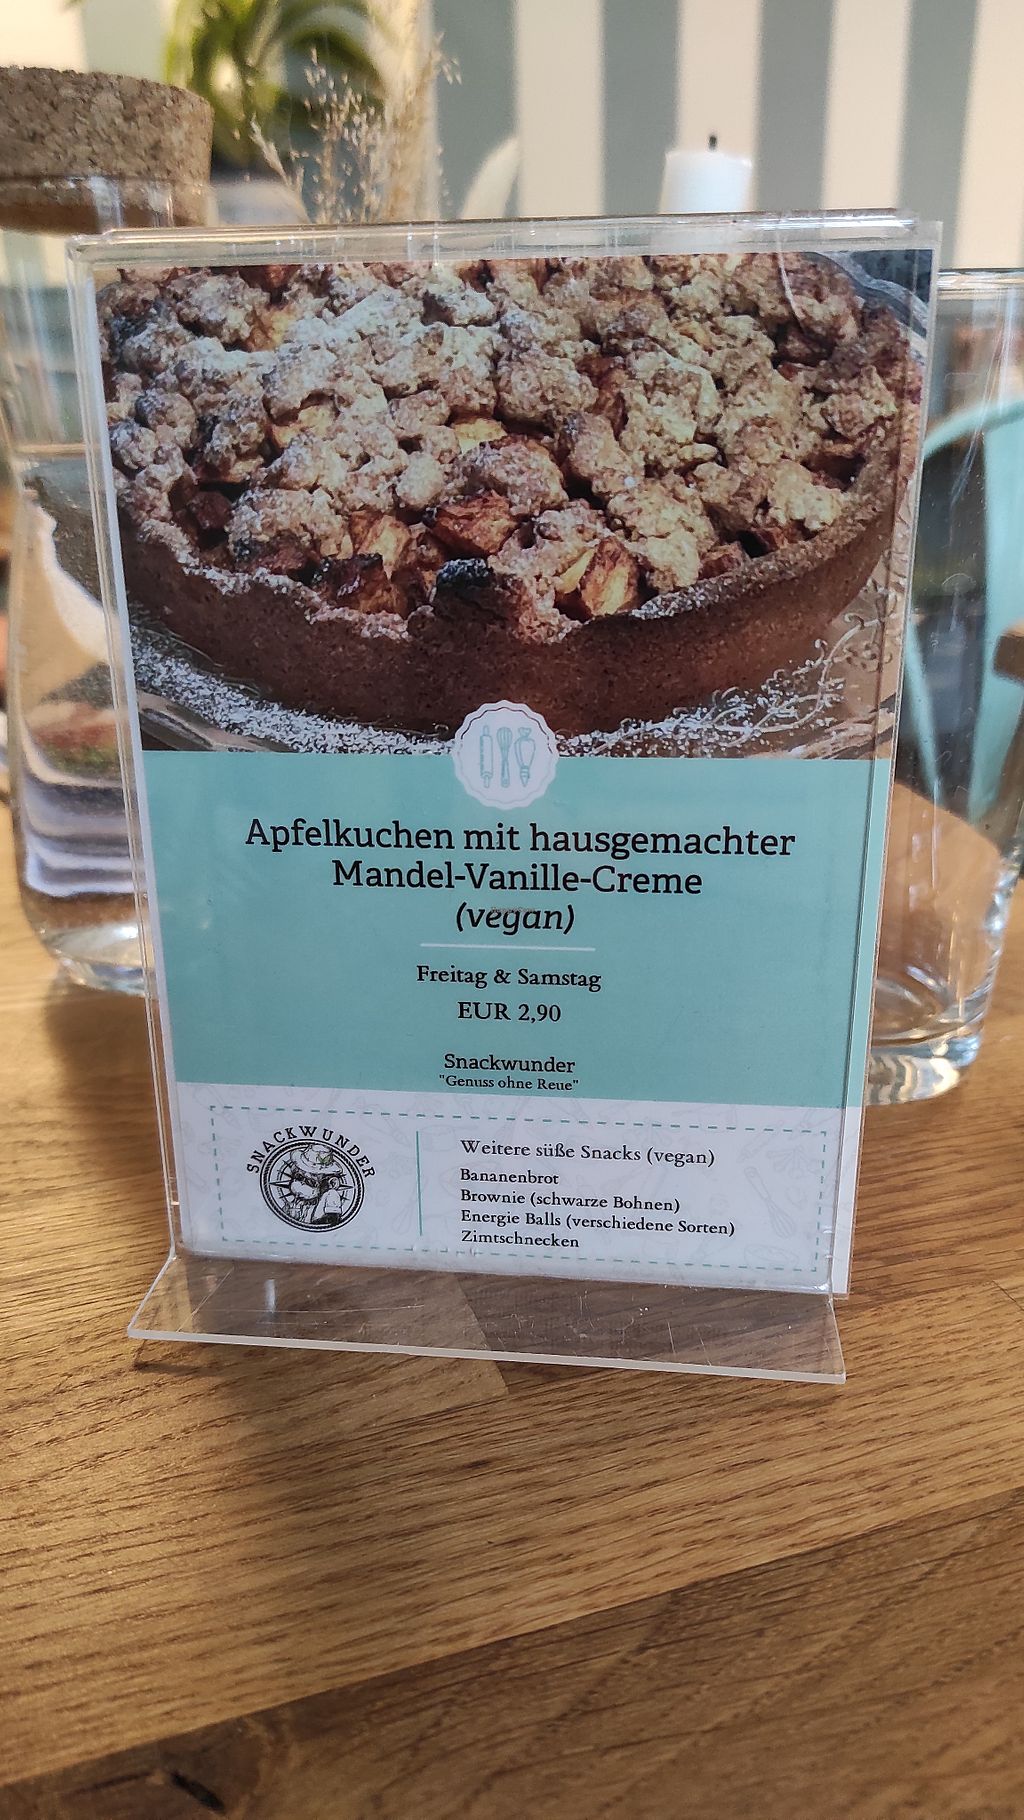 Apfelkuchen mit hausgemachter
Mandel-Vanille-Creme
(vegan)
Freitag & Samstag
EUR 2,90
Snackwunder
"Genuss ohne Reue"
SNACKWUNDER
Weitere süße Snacks (vegan)
Bananenbrot
Brownie (schwarze Bohnen)
Energie Balls (verschiedene Sorten)
Zimtschnecken